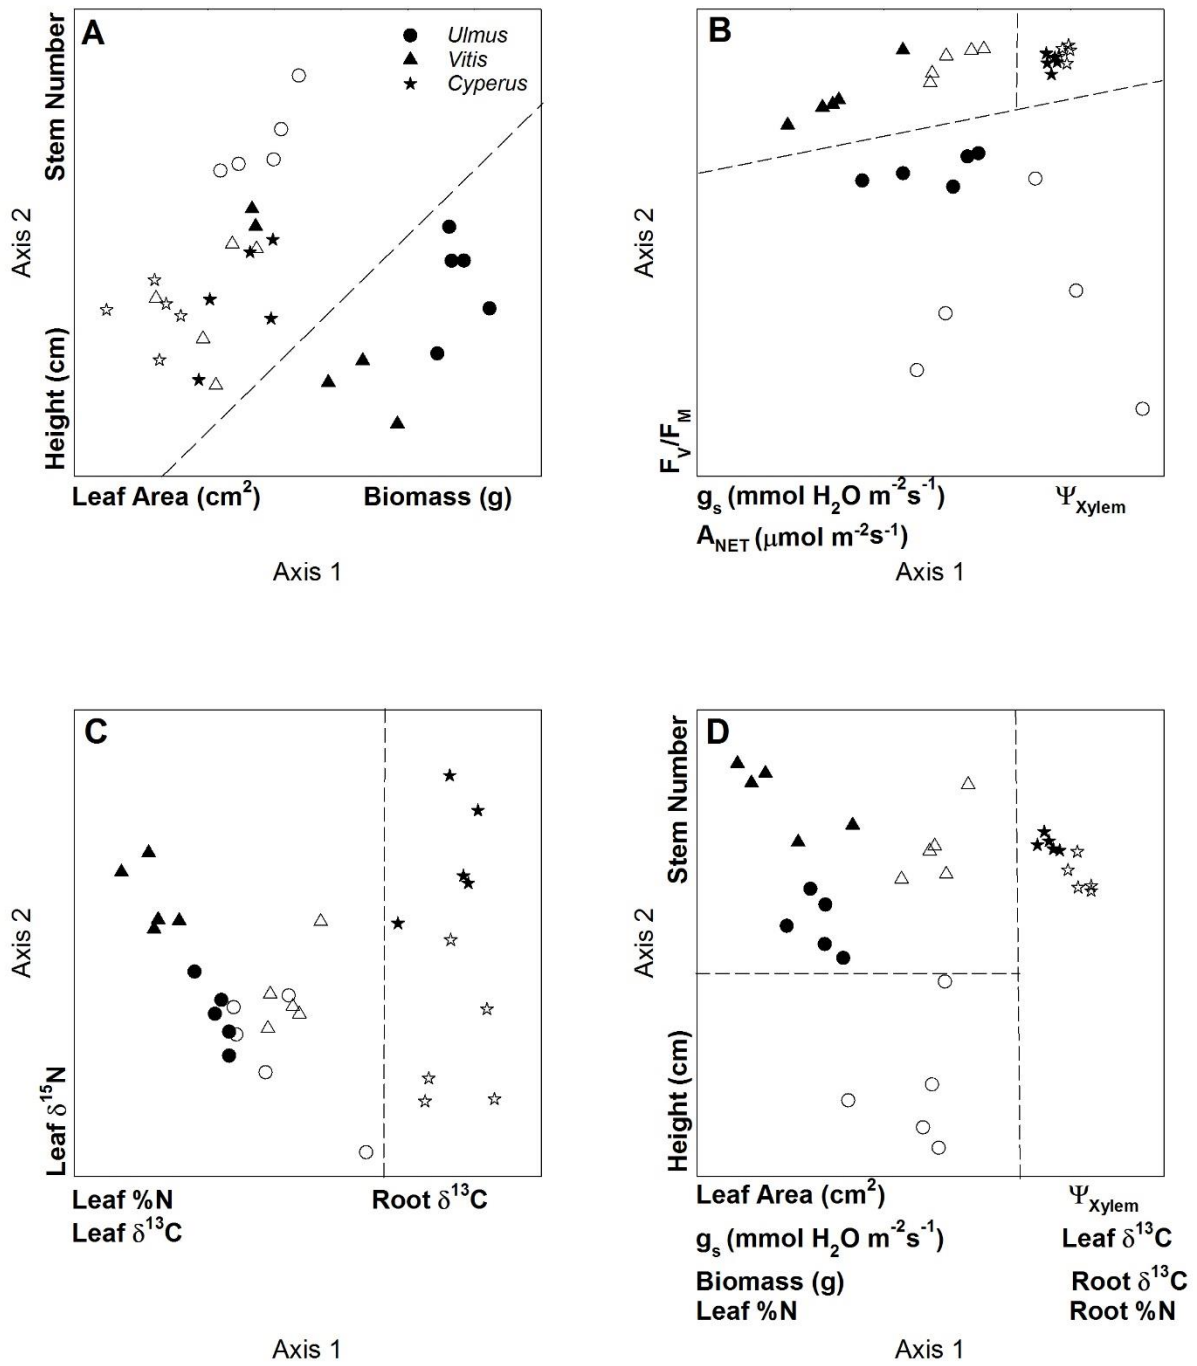 A
Ulmus
Vitis
Cyperus
Stem Number
Axis 2
Height (cm)
Leaf Area (cm²)
Biomass (g)
Axis 1
B
Axis 2
Fᵥ/F_M
gₛ (mmol H₂O m⁻²s⁻¹)
Ψ_Xylem
A_NET (μmol m⁻²s⁻¹)
Axis 1
C
Axis 2
Leaf δ¹⁵N
Leaf %N
Root δ¹³C
Leaf δ¹³C
Axis 1
D
Stem Number
Axis 2
Height (cm)
Leaf Area (cm²)
Ψ_Xylem
gₛ (mmol H₂O m⁻²s⁻¹)
Leaf δ¹³C
Biomass (g)
Root δ¹³C
Leaf %N
Root %N
Axis 1